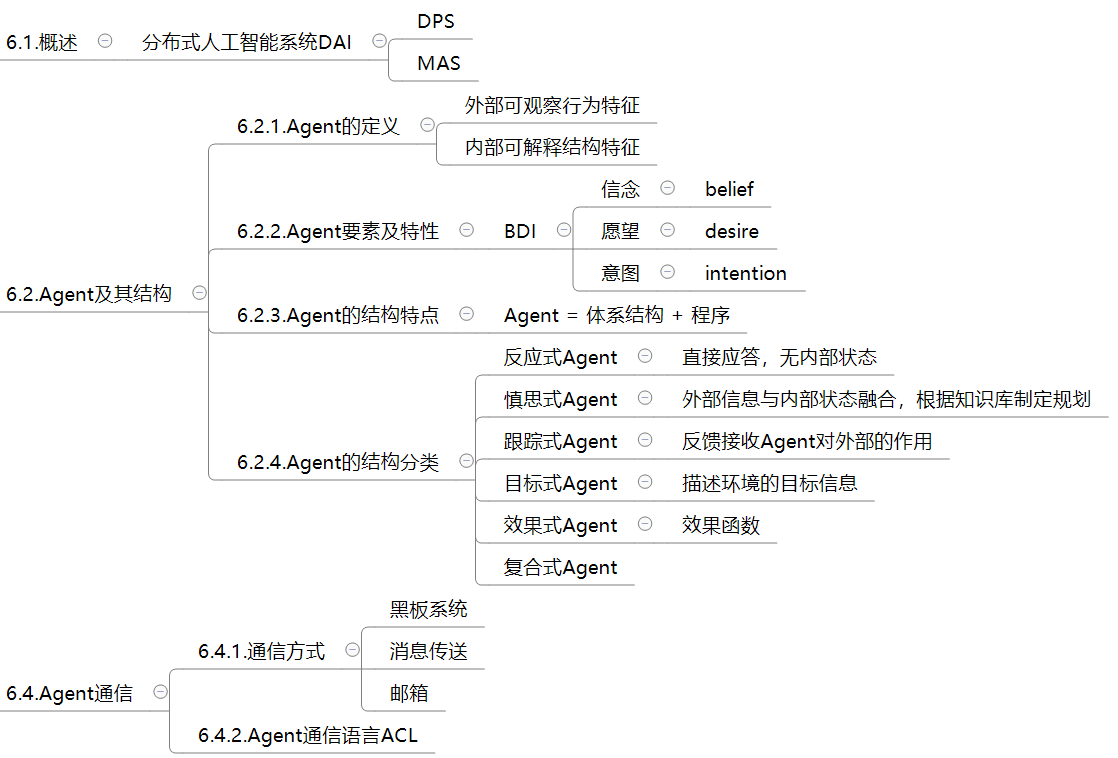 6.1.概述 分布式人工智能系统DAI
DPS
MAS
6.2.Agent及其结构
6.2.1.Agent的定义
外部可观察行为特征
内部可解释结构特征
6.2.2.Agent要素及特性 BDI
信念 belief
愿望 desire
意图 intention
6.2.3.Agent的结构特点 Agent = 体系结构 + 程序
6.2.4.Agent的结构分类
反应式Agent 直接应答，无内部状态
慎思式Agent 外部信息与内部状态融合，根据知识库制定规划
跟踪式Agent 反馈接收Agent对外部的作用
目标式Agent 描述环境的目标信息
效果式Agent 效果函数
复合式Agent
6.4.Agent通信
6.4.1.通信方式
黑板系统
消息传送
邮箱
6.4.2.Agent通信语言ACL